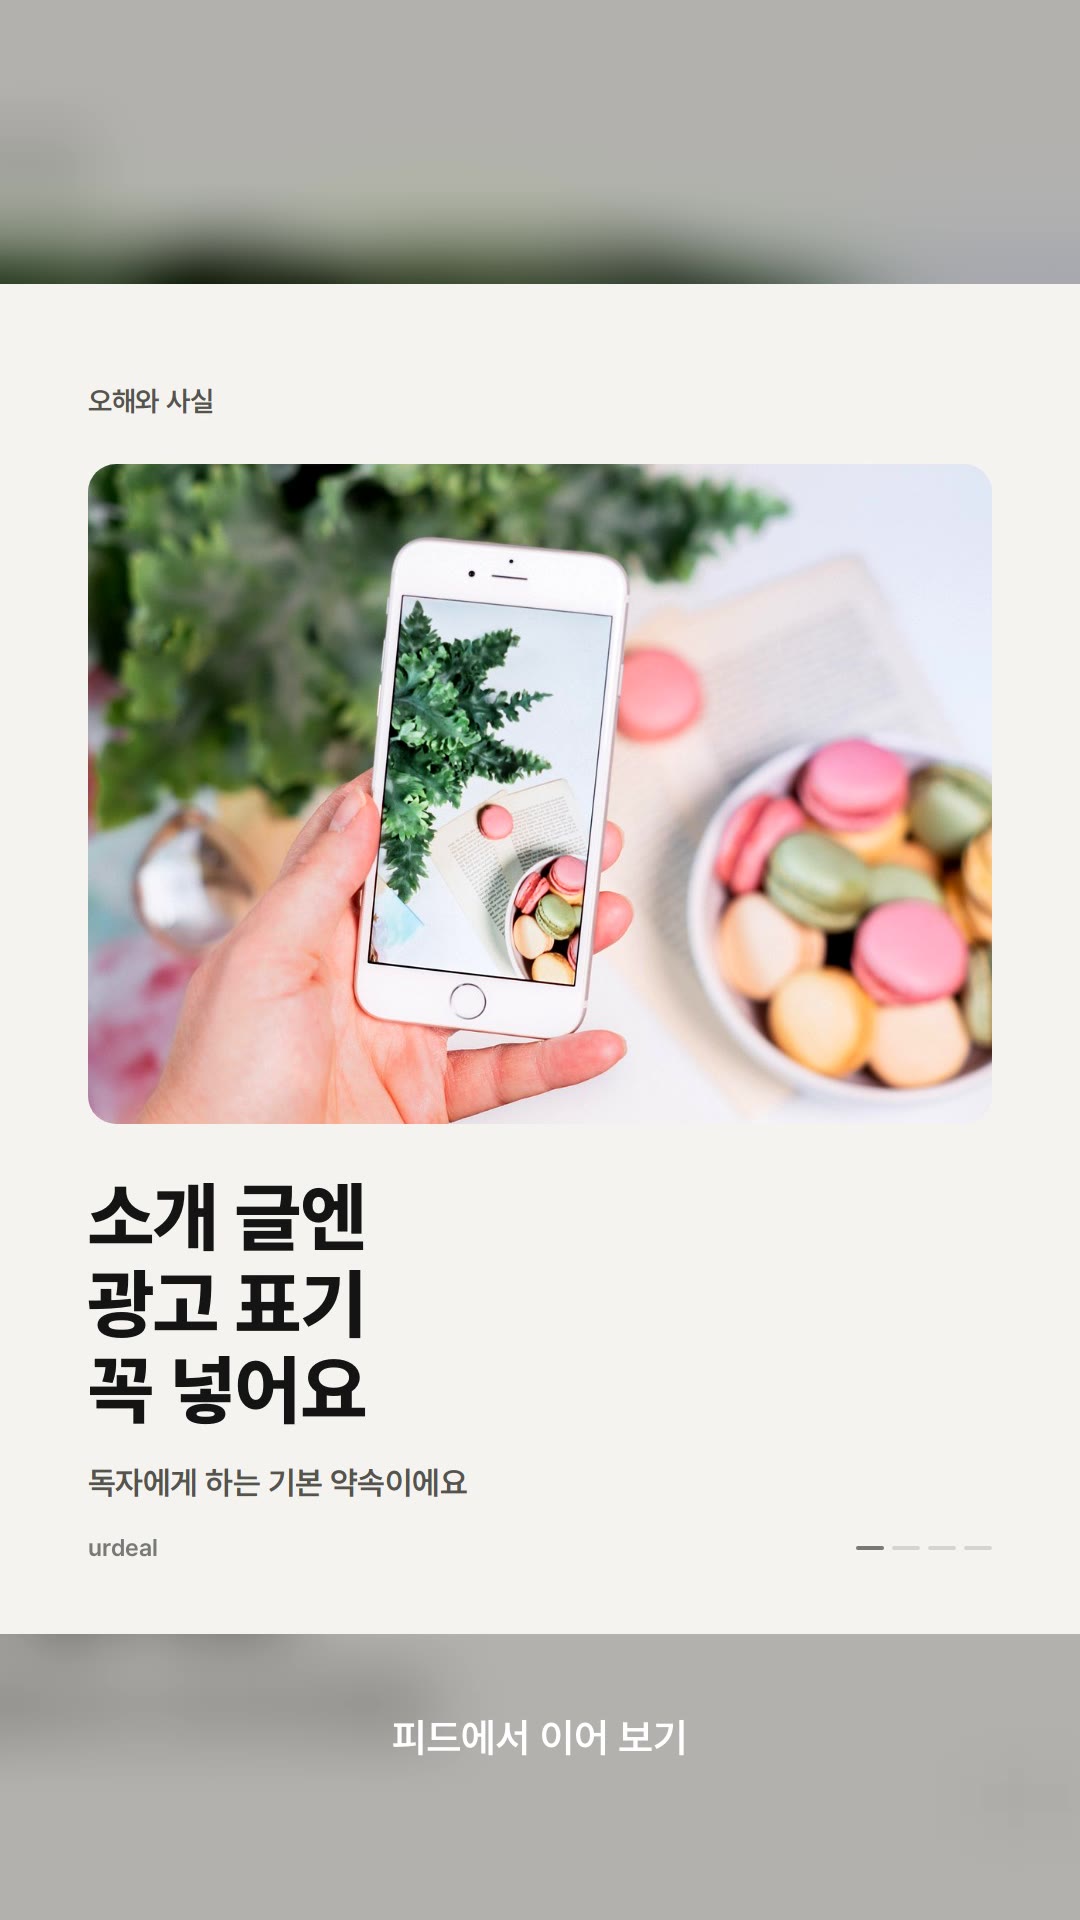 오해와 사실
소개 글엔
광고 표기
꼭 넣어요
독자에게 하는 기본 약속이에요
urdeal
피드에서 이어 보기